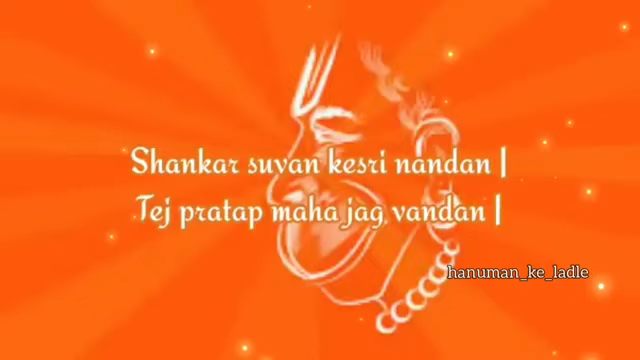 Shankar suvan kesri nandan |
Tej pratap maha jag vandan |
hanuman_ke_ladle